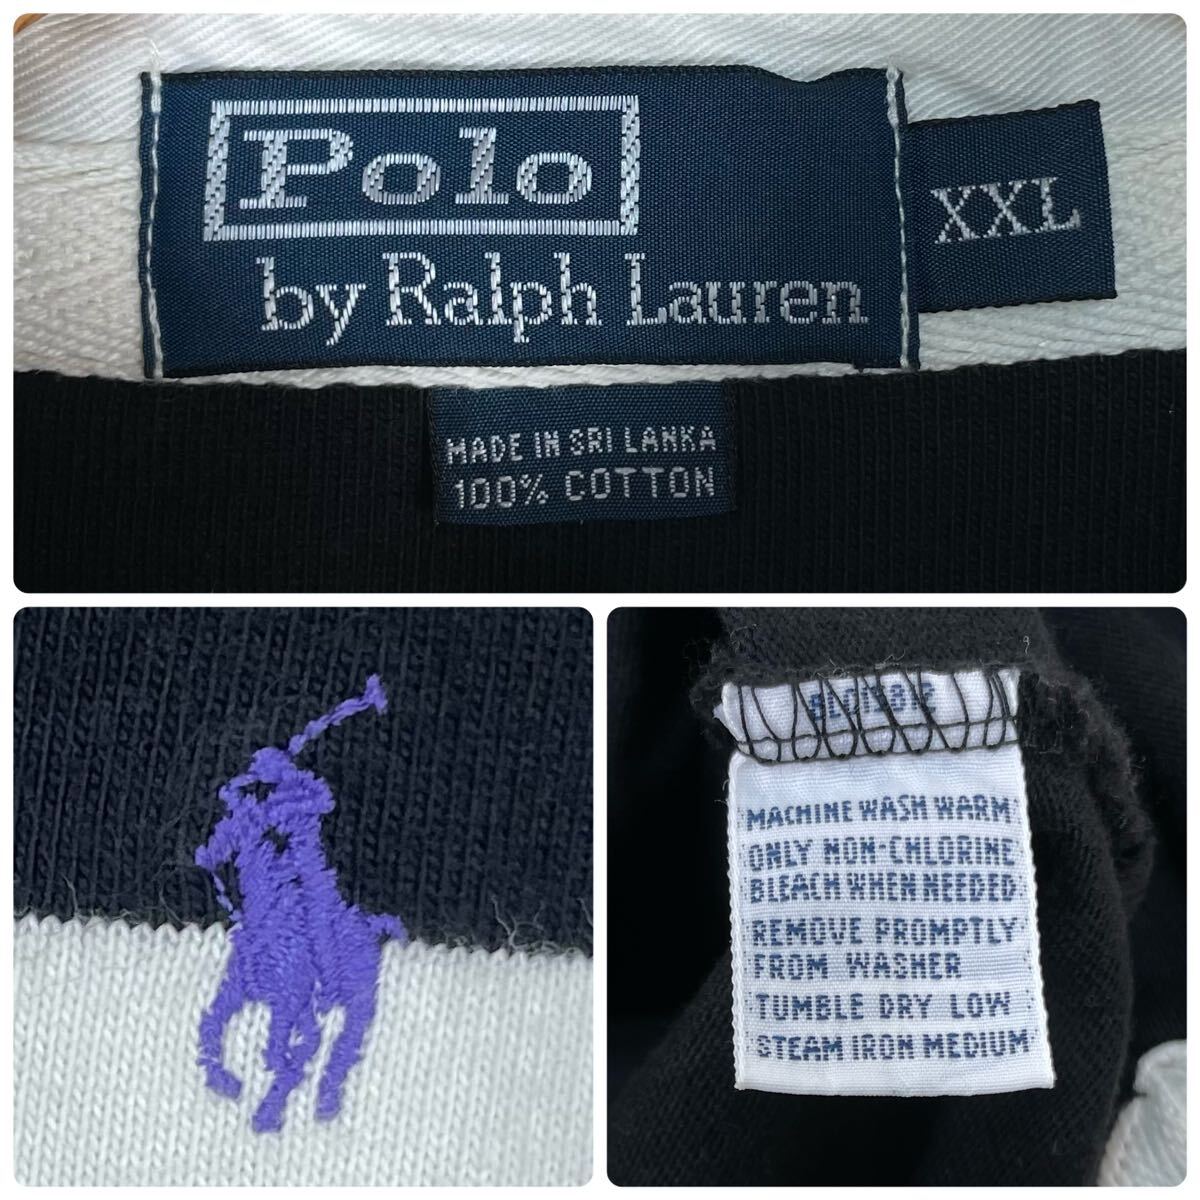 Polo
by Ralph Lauren
XXL
MADE IN SRI LANKA
100% COTTON
MACHINE WASH WARM
ONLY NON-CHLORINE
BLEACH WHEN NEEDED
REMOVE PROMPTLY
FROM WASHER
TUMBLE DRY LOW
STEAM IRON MEDIUM